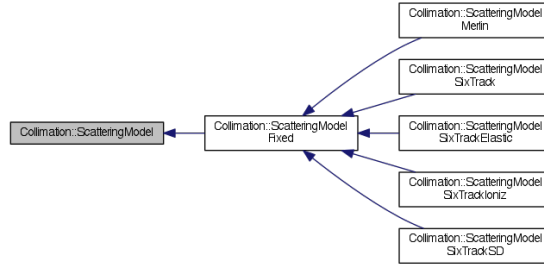 Collimation::ScatteringModel
Merlin
Collimation::ScatteringModel
SixTrack
Collimation::ScatteringModel
Collimation::ScatteringModel
Fixed
Collimation::ScatteringModel
SixTrackElastic
Collimation::ScatteringModel
SixTrackIoniz
Collimation::ScatteringModel
SixTrackSD